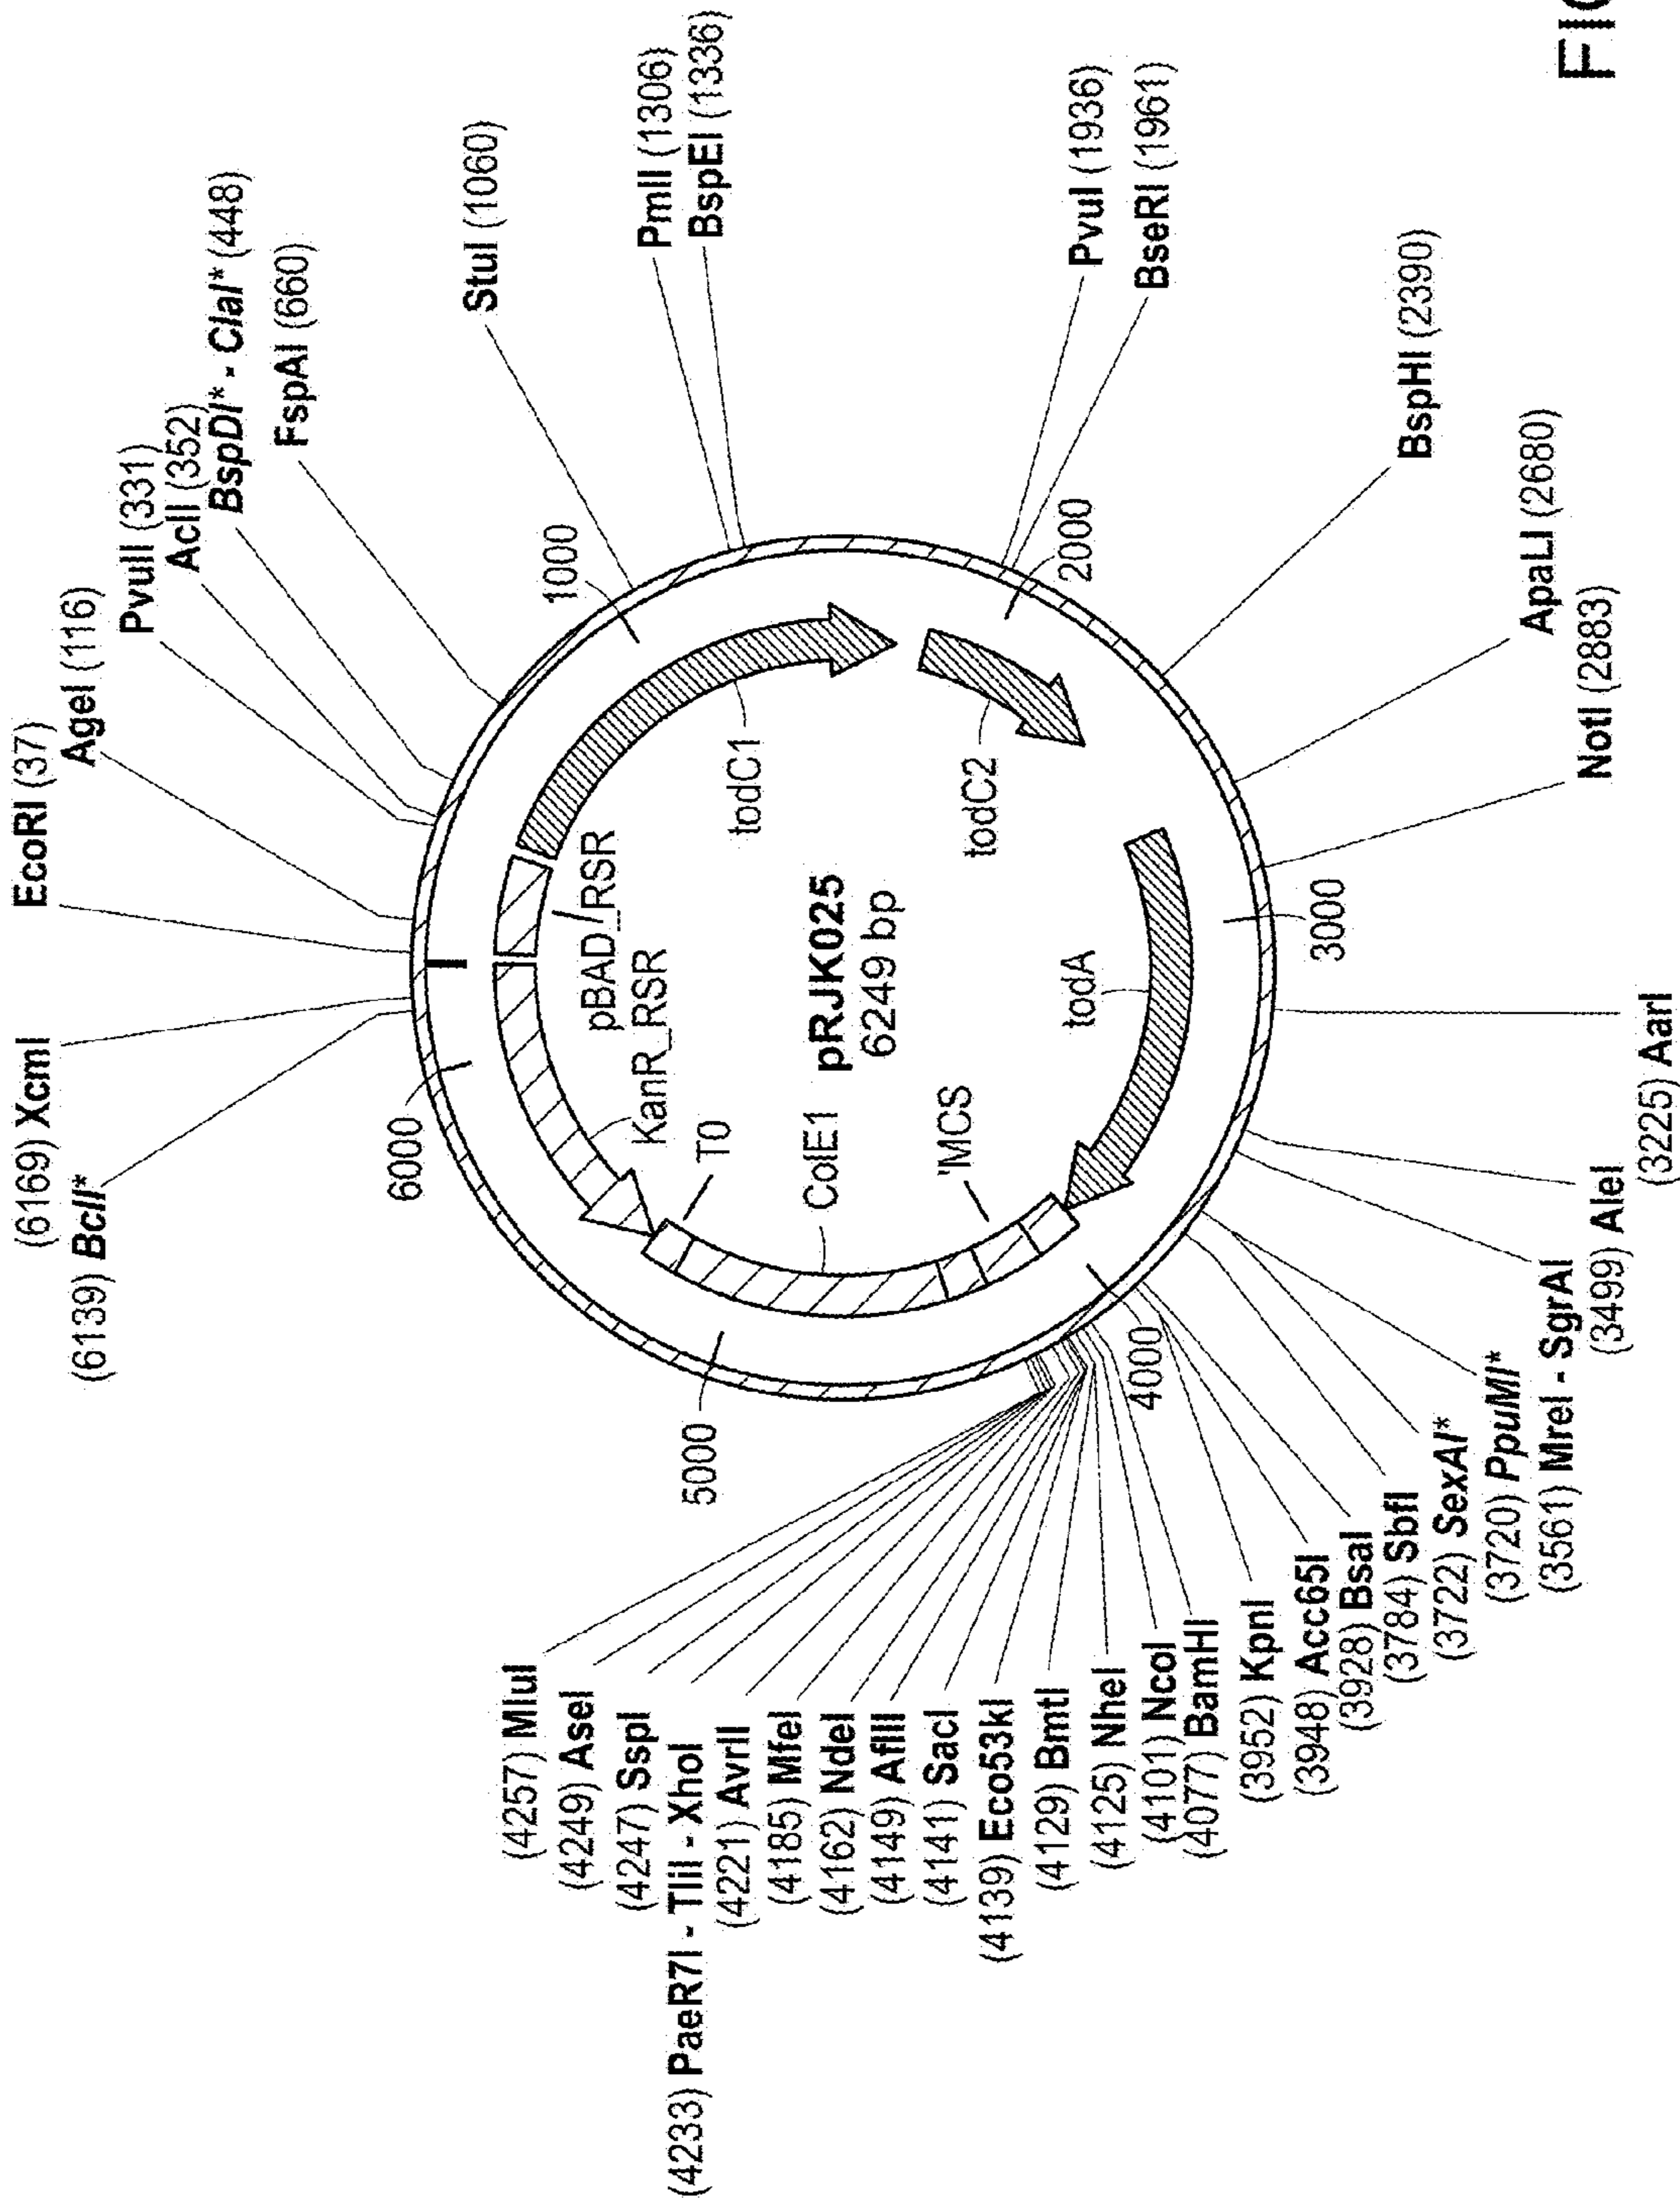 (6169) XcmI
(6139) BclI*
EcoRI (37)
AgeI (116)
PvuII (331)
AclI (352)
BspDI* - ClaI* (448)
FspAI (660)
StuI (1060)
PmlI (1306)
BspEI (1336)
PvuI (1936)
BseRI (1961)
BspHI (2390)
ApaLI (2680)
NotI (2883)
(3225) AarI
(3499) AleI
(3561) MreI - SgrAI
(3720) PpuMI*
(3722) SexAI*
(3784) SbfI
(3928) BsaI
(3948) Acc65I
(3952) KpnI
(4077) BamHI
(4101) NcoI
(4125) NheI
(4129) BmtI
(4139) Eco53kI
(4141) SacI
(4149) AflII
(4162) NdeI
(4185) MfeI
(4221) AvrII
(4233) PaeR7I - TliI - XhoI
(4247) SspI
(4249) AseI
(4257) MluI
1000
2000
3000
4000
5000
6000
pBAD_RSR
KanR_RSR
T0
ColE1
'MCS
todC1
todC2
todA
pRJK025
6249 bp